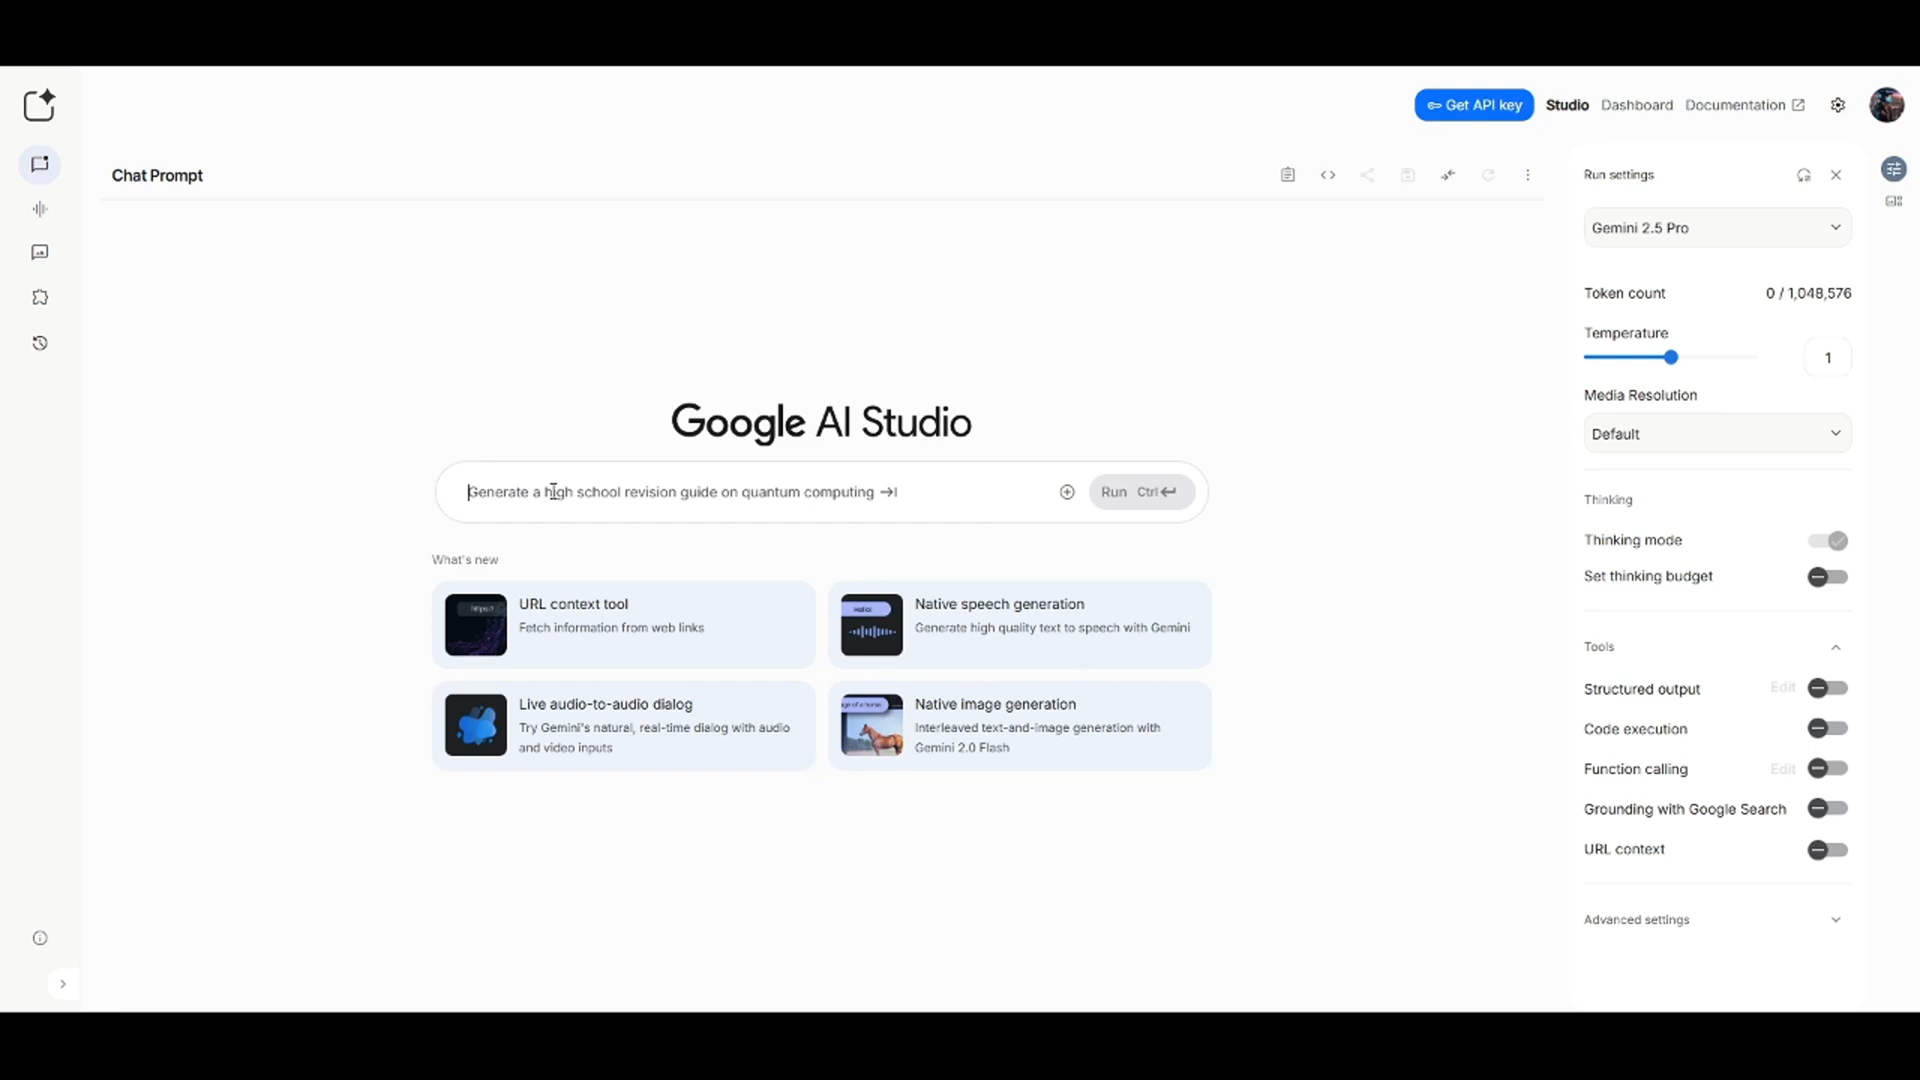 Get API key
Studio
Dashboard
Documentation
Chat Prompt
Run settings
Gemini 2.5 Pro
Token count
0 / 1,048,576
Temperature
1
Media Resolution
Default
Google AI Studio
Generate a high school revision guide on quantum computing
Run Ctrl
What's new
URL context tool
Fetch information from web links
Native speech generation
Generate high quality text to speech with Gemini
Live audio-to-audio dialog
Try Gemini's natural, real-time dialog with audio
and video inputs
Native image generation
Interleaved text-and-image generation with
Gemini 2.0 Flash
Thinking
Thinking mode
Set thinking budget
Tools
Structured output
Edit
Code execution
Function calling
Edit
Grounding with Google Search
URL context
Advanced settings